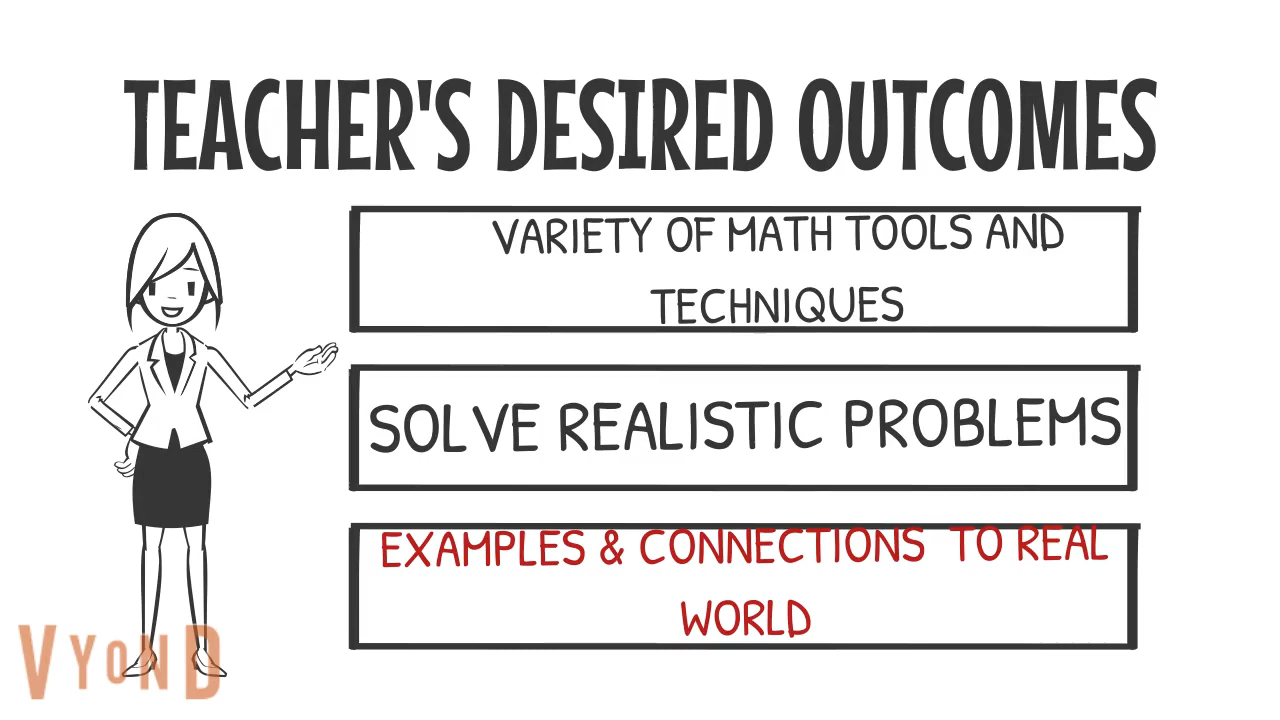 TEACHER'S DESIRED OUTCOMES
VARIETY OF MATH TOOLS AND
TECHNIQUES
SOLVE REALISTIC PROBLEMS
EXAMPLES & CONNECTIONS TO REAL
WORLD
VYOND